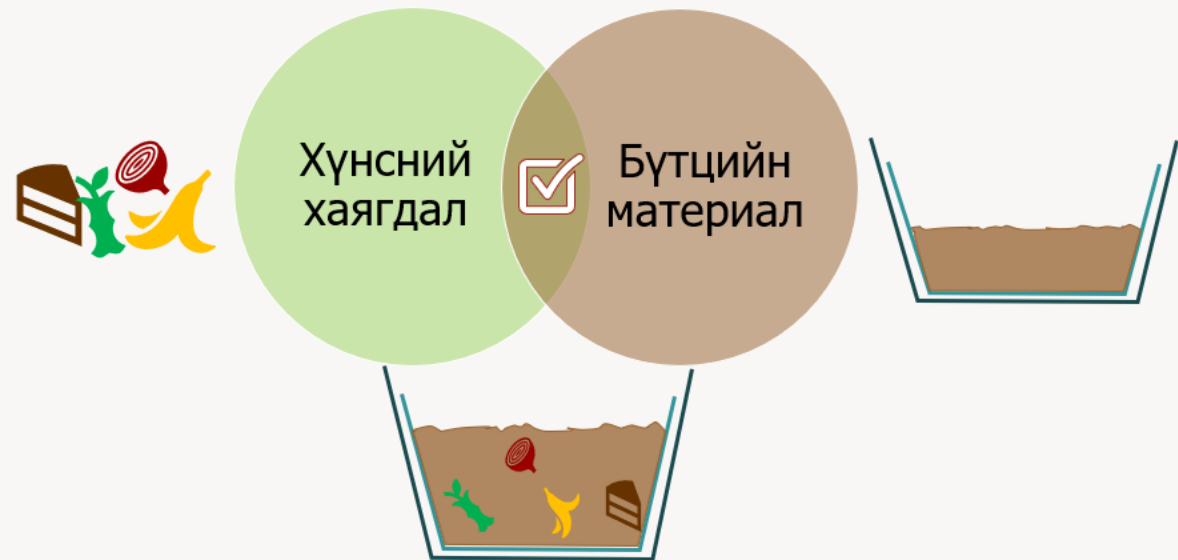 Хүнсний
хаягдал
Бүтцийн
материал